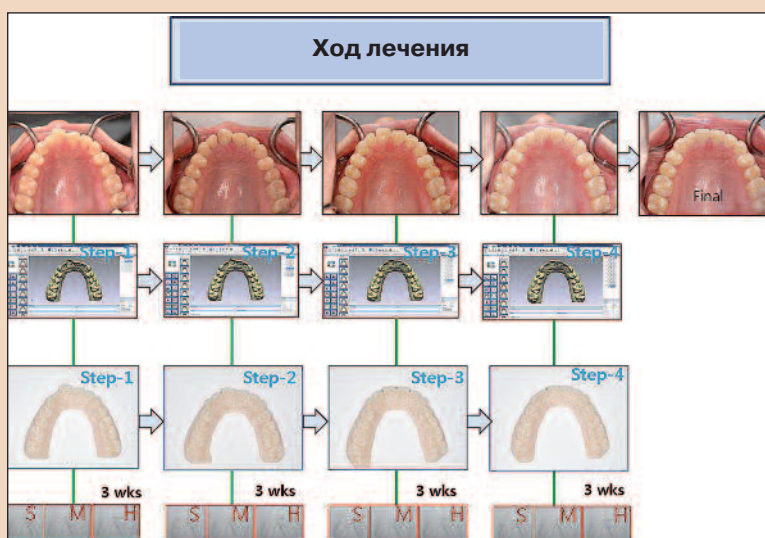 Ход лечения
Final
Step-1 Step-2 Step-3 Step-4
Step-1 Step-2 Step-3 Step-4
3 wks 3 wks 3 wks 3 wks
S M H S M H S M H S M H